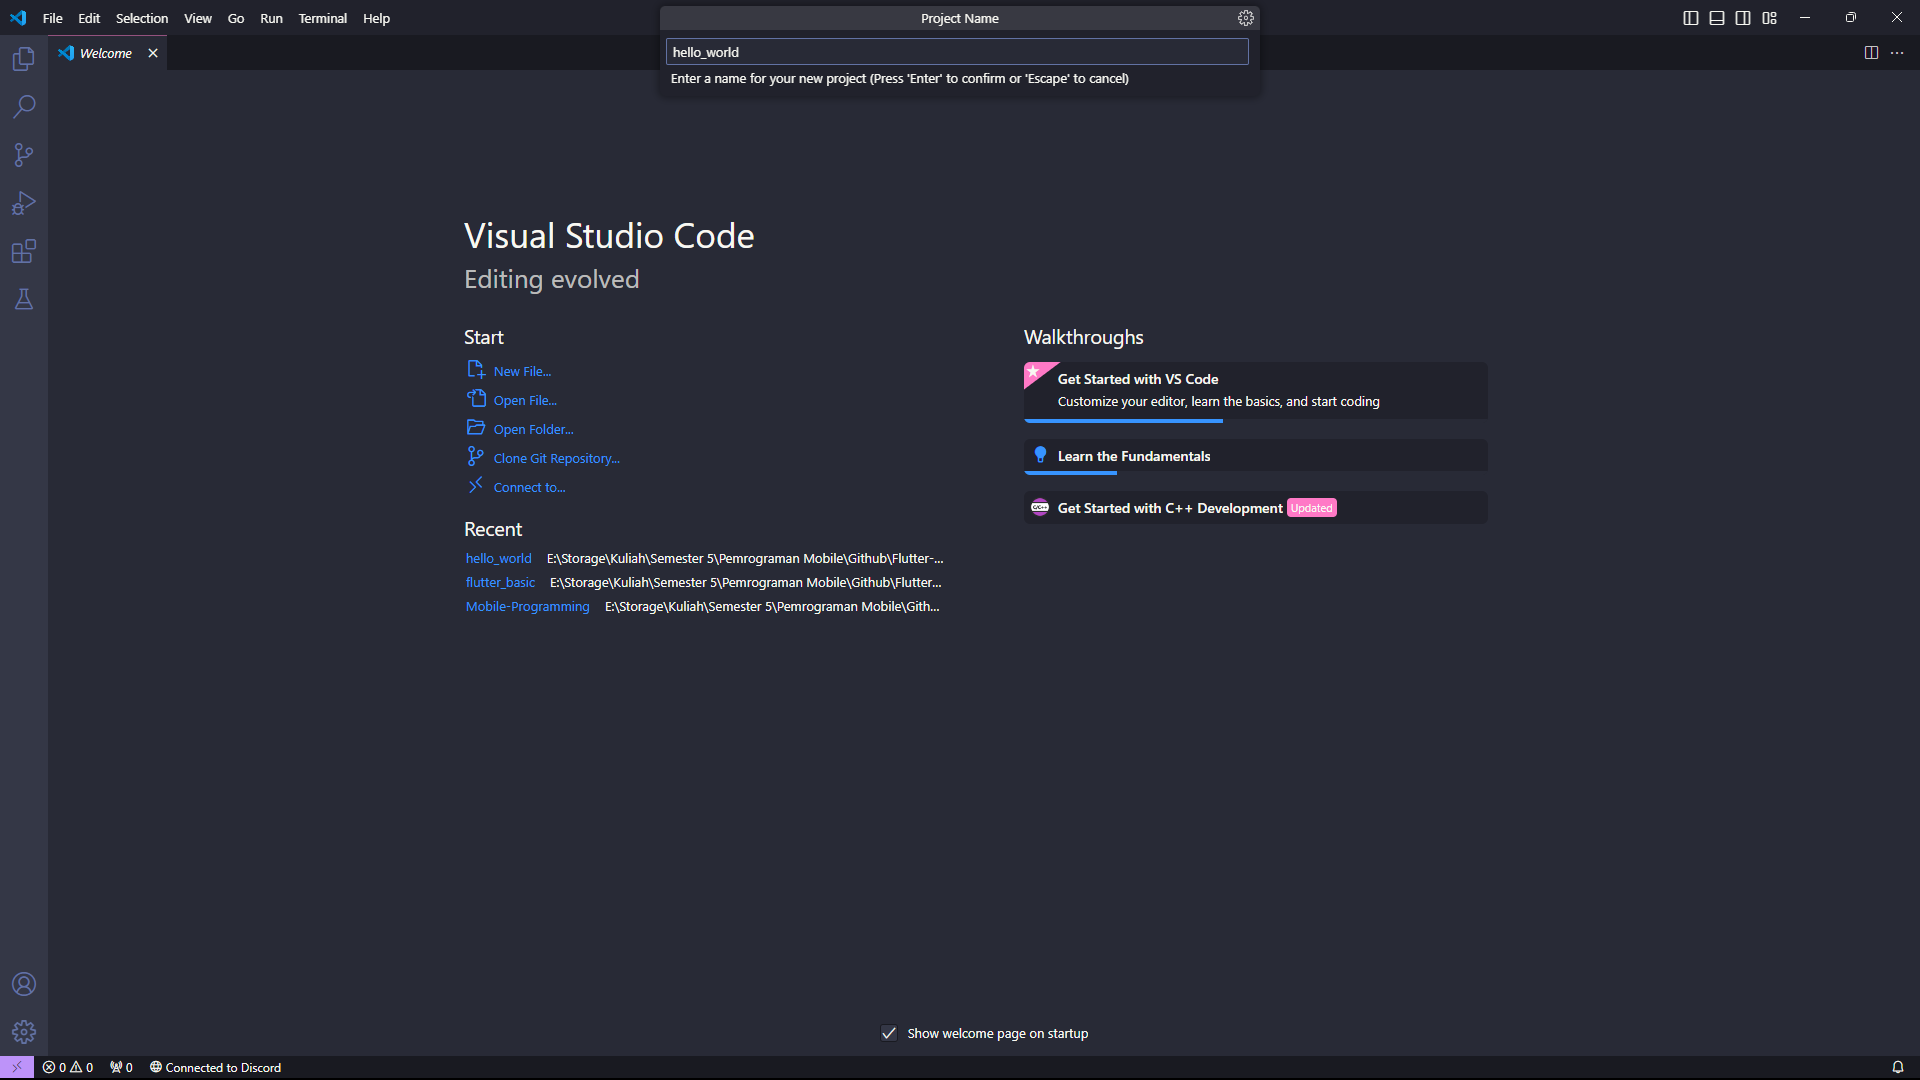 File Edit Selection View Go Run Terminal Help
Project Name
hello_world
Enter a name for your new project (Press 'Enter' to confirm or 'Escape' to cancel)
Welcome
Visual Studio Code
Editing evolved
Start
New File...
Open File...
Open Folder...
Clone Git Repository...
Connect to...
Recent
hello_world E:\Storage\Kuliah\Semester 5\Pemrograman Mobile\Github\Flutter-...
flutter_basic E:\Storage\Kuliah\Semester 5\Pemrograman Mobile\Github\Flutter...
Mobile-Programming E:\Storage\Kuliah\Semester 5\Pemrograman Mobile\Gith...
Walkthroughs
Get Started with VS Code
Customize your editor, learn the basics, and start coding
Learn the Fundamentals
C/C++ Get Started with C++ Development Updated
Show welcome page on startup
0 0 0 Connected to Discord